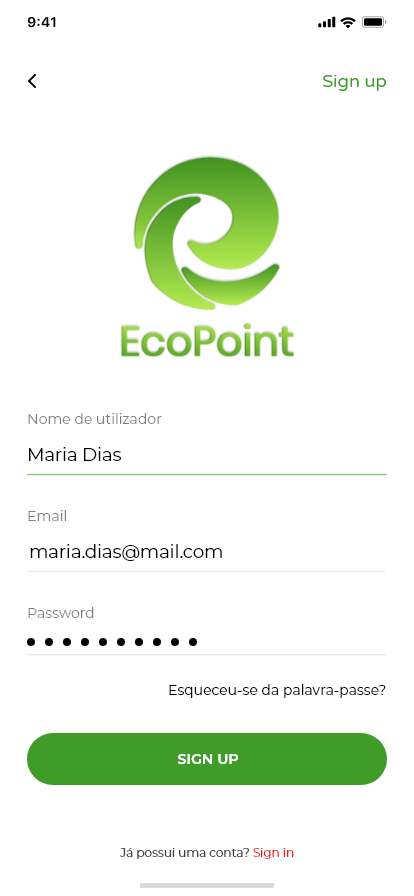 9:41
Sign up
EcoPoint
Nome de utilizador
Maria Dias
Email
maria.dias@mail.com
Password
Esqueceu-se da palavra-passe?
SIGN UP
Já possui uma conta? Sign in